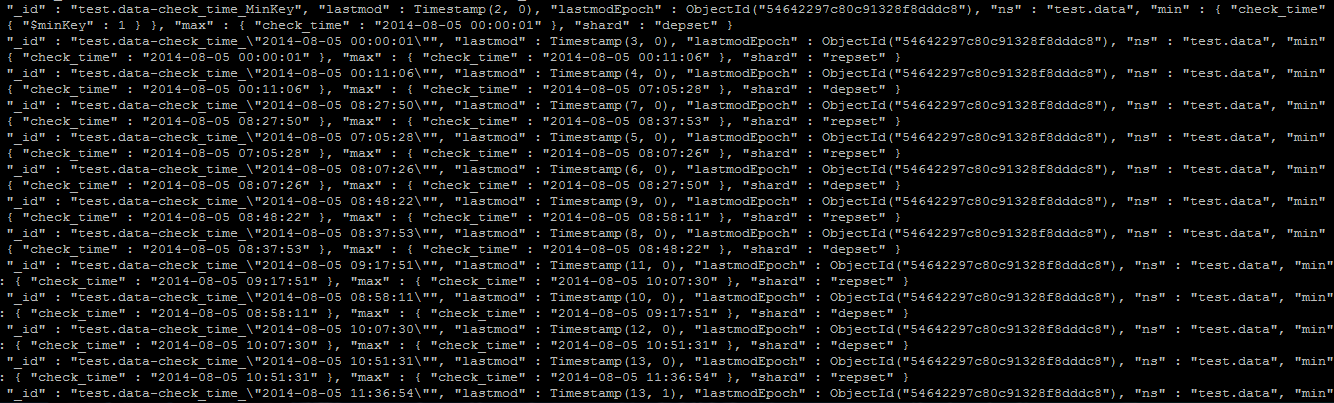 "_id" : "test.data-check_time_MinKey", "lastmod" : Timestamp(2, 0), "lastmodEpoch" : ObjectId("54642297c80c91328f8dddc8"), "ns" : "test.data", "min" : { "check_time"
{ "$minKey" : 1 } }, "max" : { "check_time" : "2014-08-05 00:00:01" }, "shard" : "depset" }
"_id" : "test.data-check_time_\"2014-08-05 00:00:01\"", "lastmod" : Timestamp(3, 0), "lastmodEpoch" : ObjectId("54642297c80c91328f8dddc8"), "ns" : "test.data", "min"
{ "check_time" : "2014-08-05 00:00:01" }, "max" : { "check_time" : "2014-08-05 00:11:06" }, "shard" : "repset" }
"_id" : "test.data-check_time_\"2014-08-05 00:11:06\"", "lastmod" : Timestamp(4, 0), "lastmodEpoch" : ObjectId("54642297c80c91328f8dddc8"), "ns" : "test.data", "min"
{ "check_time" : "2014-08-05 00:11:06" }, "max" : { "check_time" : "2014-08-05 07:05:28" }, "shard" : "depset" }
"_id" : "test.data-check_time_\"2014-08-05 08:27:50\"", "lastmod" : Timestamp(7, 0), "lastmodEpoch" : ObjectId("54642297c80c91328f8dddc8"), "ns" : "test.data", "min"
{ "check_time" : "2014-08-05 08:27:50" }, "max" : { "check_time" : "2014-08-05 08:37:53" }, "shard" : "repset" }
"_id" : "test.data-check_time_\"2014-08-05 07:05:28\"", "lastmod" : Timestamp(5, 0), "lastmodEpoch" : ObjectId("54642297c80c91328f8dddc8"), "ns" : "test.data", "min"
{ "check_time" : "2014-08-05 07:05:28" }, "max" : { "check_time" : "2014-08-05 08:07:26" }, "shard" : "repset" }
"_id" : "test.data-check_time_\"2014-08-05 08:07:26\"", "lastmod" : Timestamp(6, 0), "lastmodEpoch" : ObjectId("54642297c80c91328f8dddc8"), "ns" : "test.data", "min"
{ "check_time" : "2014-08-05 08:07:26" }, "max" : { "check_time" : "2014-08-05 08:27:50" }, "shard" : "depset" }
"_id" : "test.data-check_time_\"2014-08-05 08:48:22\"", "lastmod" : Timestamp(9, 0), "lastmodEpoch" : ObjectId("54642297c80c91328f8dddc8"), "ns" : "test.data", "min"
{ "check_time" : "2014-08-05 08:48:22" }, "max" : { "check_time" : "2014-08-05 08:58:11" }, "shard" : "repset" }
"_id" : "test.data-check_time_\"2014-08-05 08:37:53\"", "lastmod" : Timestamp(8, 0), "lastmodEpoch" : ObjectId("54642297c80c91328f8dddc8"), "ns" : "test.data", "min"
{ "check_time" : "2014-08-05 08:37:53" }, "max" : { "check_time" : "2014-08-05 08:48:22" }, "shard" : "depset" }
"_id" : "test.data-check_time_\"2014-08-05 09:17:51\"", "lastmod" : Timestamp(11, 0), "lastmodEpoch" : ObjectId("54642297c80c91328f8dddc8"), "ns" : "test.data", "min"
: { "check_time" : "2014-08-05 09:17:51" }, "max" : { "check_time" : "2014-08-05 10:07:30" }, "shard" : "repset" }
"_id" : "test.data-check_time_\"2014-08-05 08:58:11\"", "lastmod" : Timestamp(10, 0), "lastmodEpoch" : ObjectId("54642297c80c91328f8dddc8"), "ns" : "test.data", "min"
: { "check_time" : "2014-08-05 08:58:11" }, "max" : { "check_time" : "2014-08-05 09:17:51" }, "shard" : "depset" }
"_id" : "test.data-check_time_\"2014-08-05 10:07:30\"", "lastmod" : Timestamp(12, 0), "lastmodEpoch" : ObjectId("54642297c80c91328f8dddc8"), "ns" : "test.data", "min"
: { "check_time" : "2014-08-05 10:07:30" }, "max" : { "check_time" : "2014-08-05 10:51:31" }, "shard" : "depset" }
"_id" : "test.data-check_time_\"2014-08-05 10:51:31\"", "lastmod" : Timestamp(13, 0), "lastmodEpoch" : ObjectId("54642297c80c91328f8dddc8"), "ns" : "test.data", "min"
: { "check_time" : "2014-08-05 10:51:31" }, "max" : { "check_time" : "2014-08-05 11:36:54" }, "shard" : "repset" }
"_id" : "test.data-check_time_\"2014-08-05 11:36:54\"", "lastmod" : Timestamp(13, 1), "lastmodEpoch" : ObjectId("54642297c80c91328f8dddc8"), "ns" : "test.data", "min"